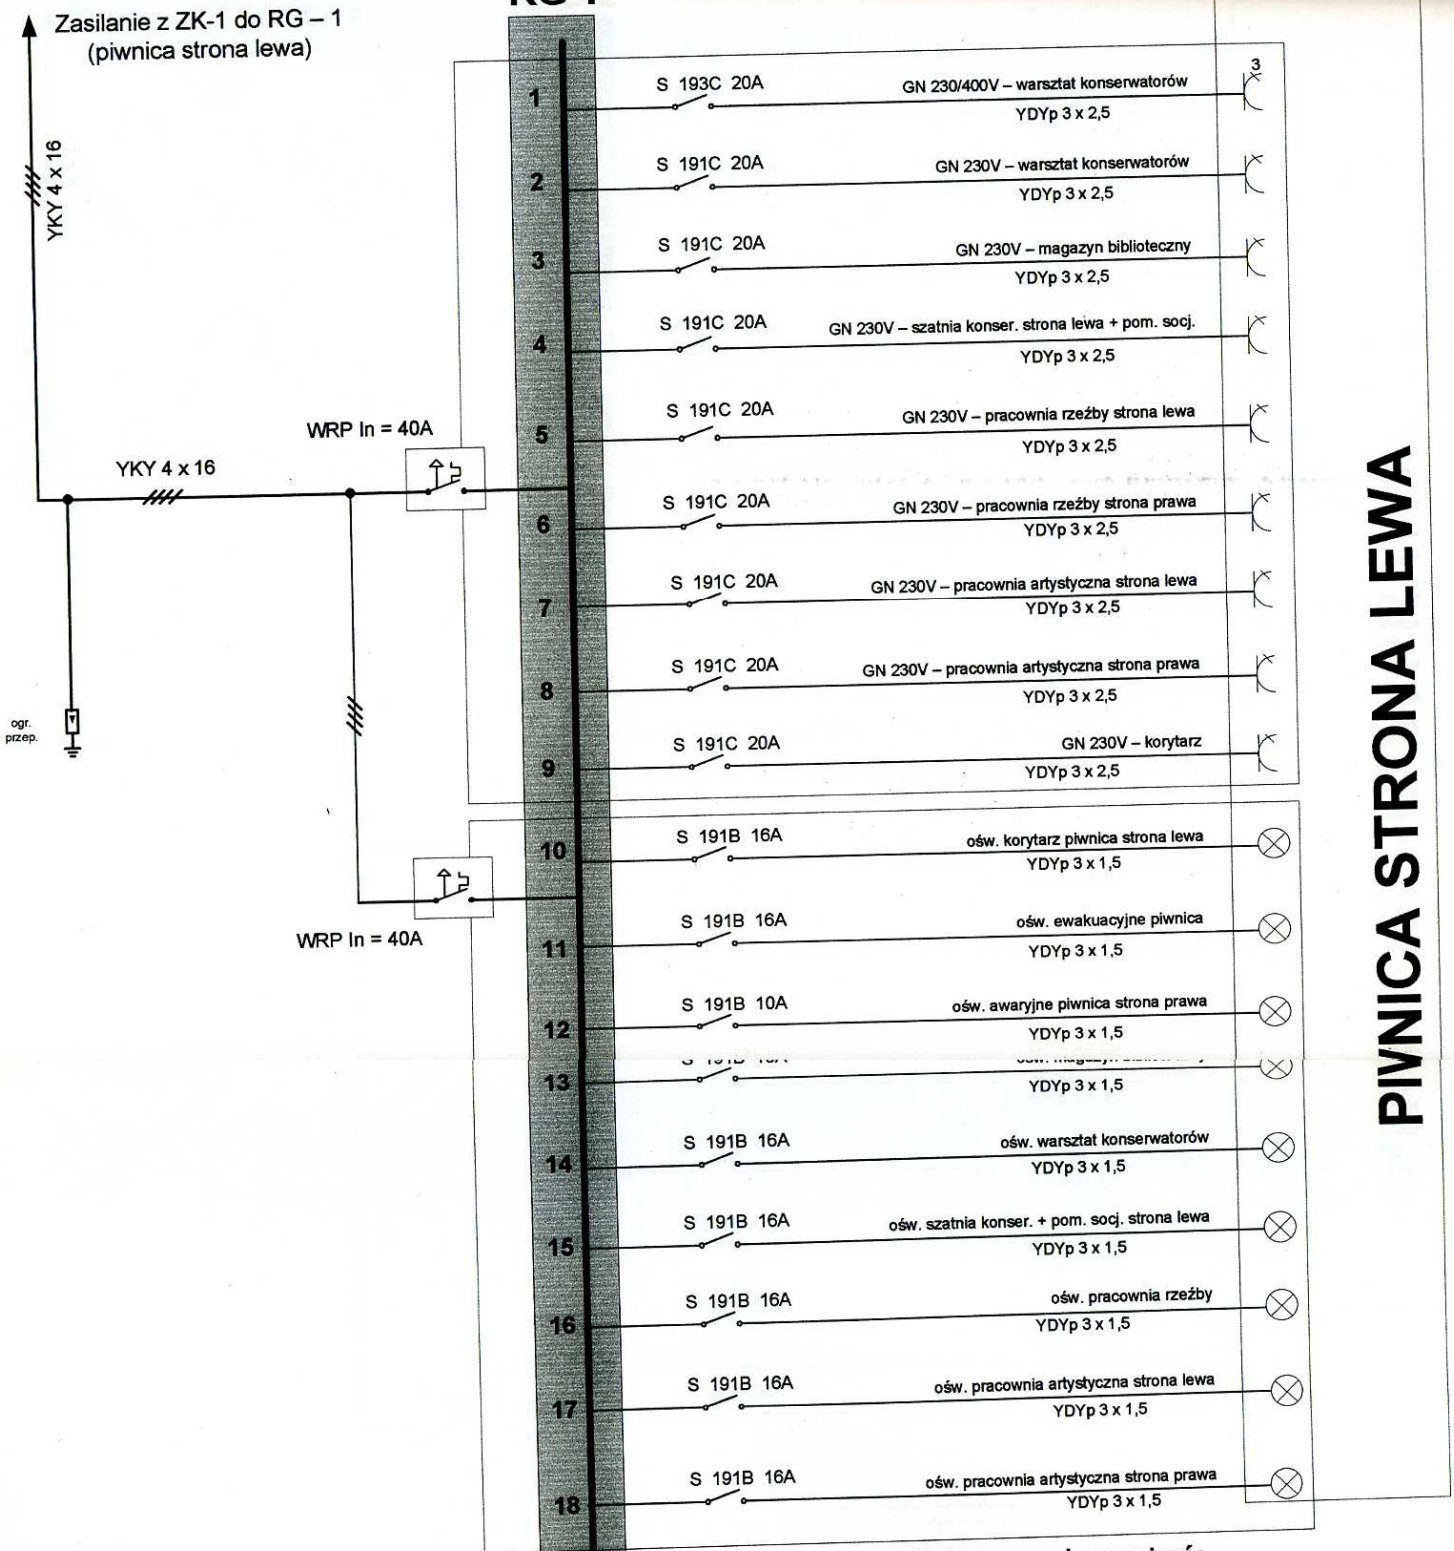 Zasilanie z ZK-1 do RG – 1
(piwnica strona lewa)
YKY 4 x 16
YKY 4 x 16
WRP In = 40A
WRP In = 40A
ogr.
przep.
1
S 193C 20A
GN 230/400V – warsztat konserwatorów
YDYp 3 x 2,5
3
2
S 191C 20A
GN 230V – warsztat konserwatorów
YDYp 3 x 2,5
3
S 191C 20A
GN 230V – magazyn biblioteczny
YDYp 3 x 2,5
4
S 191C 20A
GN 230V – szatnia konser. strona lewa + pom. socj.
YDYp 3 x 2,5
5
S 191C 20A
GN 230V – pracownia rzeźby strona lewa
YDYp 3 x 2,5
6
S 191C 20A
GN 230V – pracownia rzeźby strona prawa
YDYp 3 x 2,5
7
S 191C 20A
GN 230V – pracownia artystyczna strona lewa
YDYp 3 x 2,5
8
S 191C 20A
GN 230V – pracownia artystyczna strona prawa
YDYp 3 x 2,5
9
S 191C 20A
GN 230V – korytarz
YDYp 3 x 2,5
10
S 191B 16A
ośw. korytarz piwnica strona lewa
YDYp 3 x 1,5
11
S 191B 16A
ośw. ewakuacyjne piwnica
YDYp 3 x 1,5
12
S 191B 10A
ośw. awaryjne piwnica strona prawa
YDYp 3 x 1,5
13
YDYp 3 x 1,5
14
S 191B 16A
ośw. warsztat konserwatorów
YDYp 3 x 1,5
15
S 191B 16A
ośw. szatnia konser. + pom. socj. strona lewa
YDYp 3 x 1,5
16
S 191B 16A
ośw. pracownia rzeźby
YDYp 3 x 1,5
17
S 191B 16A
ośw. pracownia artystyczna strona lewa
YDYp 3 x 1,5
18
S 191B 16A
ośw. pracownia artystyczna strona prawa
YDYp 3 x 1,5
PIWNICA STRONA LEWA